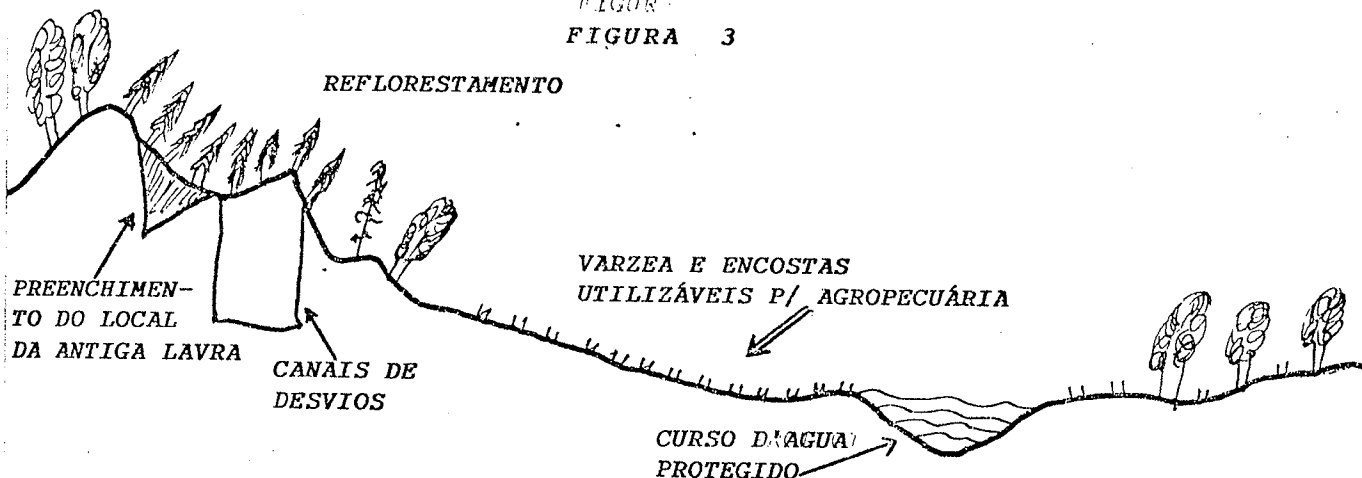 FIGUR
FIGURA 3
REFLORESTAMENTO
PREENCHIMEN-
TO DO LOCAL
DA ANTIGA LAVRA
CANAIS DE
DESVIOS
VARZEA E ENCOSTAS
UTILIZÁVEIS P/ AGROPECUÁRIA
CURSO D'AGUA
PROTEGIDO